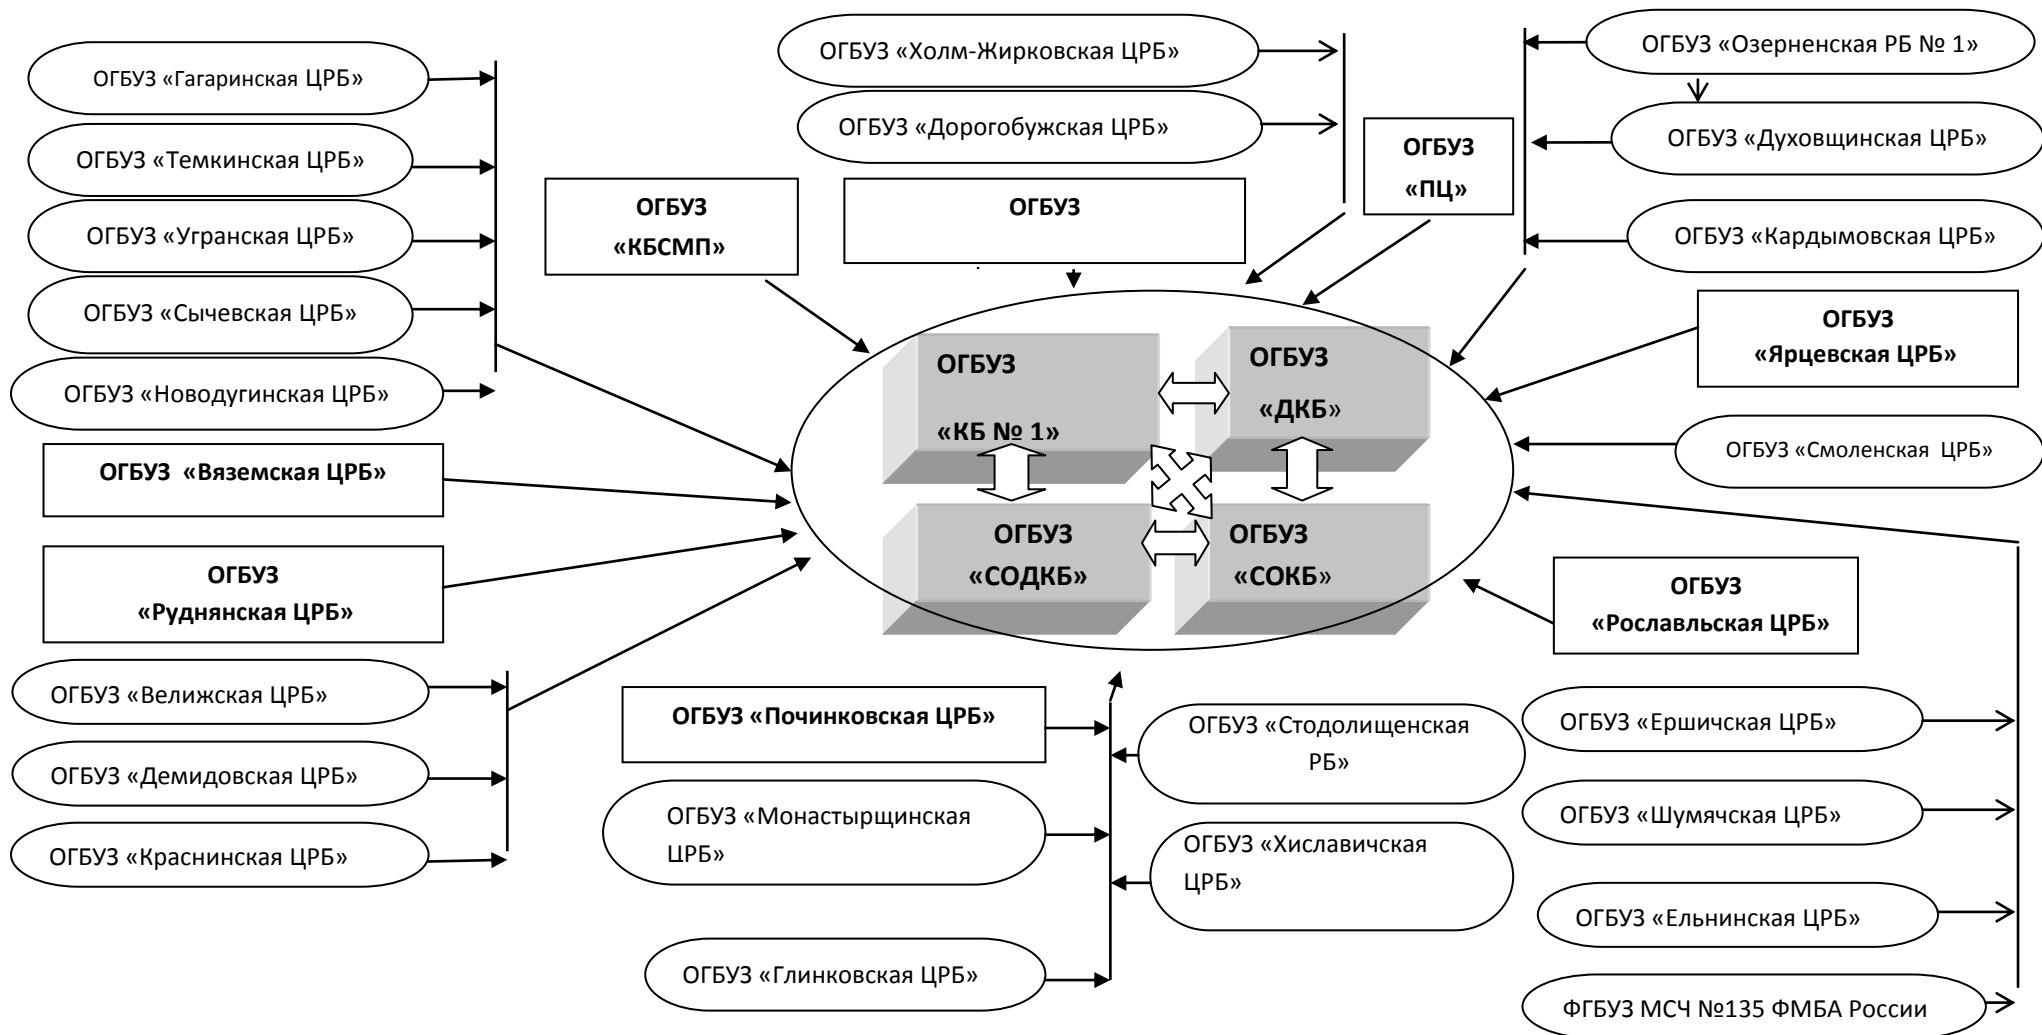 ОГБУЗ «Гагаринская ЦРБ»
ОГБУЗ «Темкинская ЦРБ»
ОГБУЗ «Угранская ЦРБ»
ОГБУЗ «Сычевская ЦРБ»
ОГБУЗ «Новодугинская ЦРБ»
ОГБУЗ «Вяземская ЦРБ»
ОГБУЗ
«Руднянская ЦРБ»
ОГБУЗ «Велижская ЦРБ»
ОГБУЗ «Демидовская ЦРБ»
ОГБУЗ «Краснинская ЦРБ»
ОГБУЗ «Холм-Жирковская ЦРБ»
ОГБУЗ «Дорогобужская ЦРБ»
ОГБУЗ
«КБСМП»
ОГБУЗ
ОГБУЗ
«ПЦ»
ОГБУЗ
«КБ № 1»
ОГБУЗ
«ДКБ»
ОГБУЗ
«СОДКБ»
ОГБУЗ
«СОКБ»
ОГБУЗ «Починковская ЦРБ»
ОГБУЗ «Монастырщинская
ЦРБ»
ОГБУЗ «Глинковская ЦРБ»
ОГБУЗ «Стодолищенская
РБ»
ОГБУЗ «Хиславичская
ЦРБ»
ОГБУЗ «Озерненская РБ № 1»
ОГБУЗ «Духовщинская ЦРБ»
ОГБУЗ «Кардымовская ЦРБ»
ОГБУЗ
«Ярцевская ЦРБ»
ОГБУЗ «Смоленская ЦРБ»
ОГБУЗ
«Рославльская ЦРБ»
ОГБУЗ «Ершичская ЦРБ»
ОГБУЗ «Шумячская ЦРБ»
ОГБУЗ «Ельнинская ЦРБ»
ФГБУЗ МСЧ №135 ФМБА России